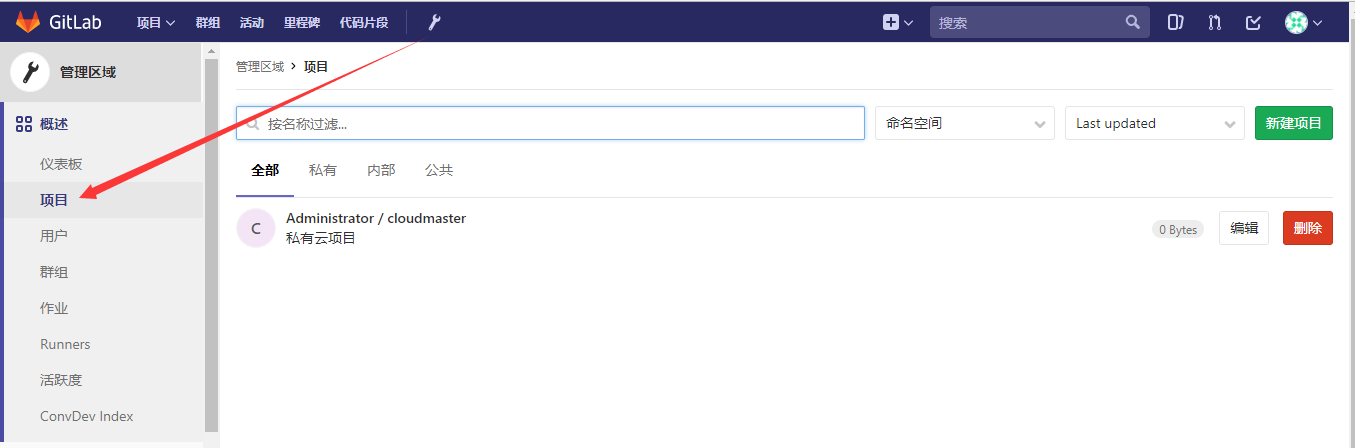 GitLab 项目 群组 活动 里程碑 代码片段 搜索
管理区域
管理区域 > 项目
概述
按名称过滤... 命名空间 Last updated 新建项目
仪表板
全部 私有 内部 公共
项目
用户
群组
作业
Runners
活跃度
ConvDev Index
C
Administrator / cloudmaster
私有云项目
0 Bytes 编辑 删除